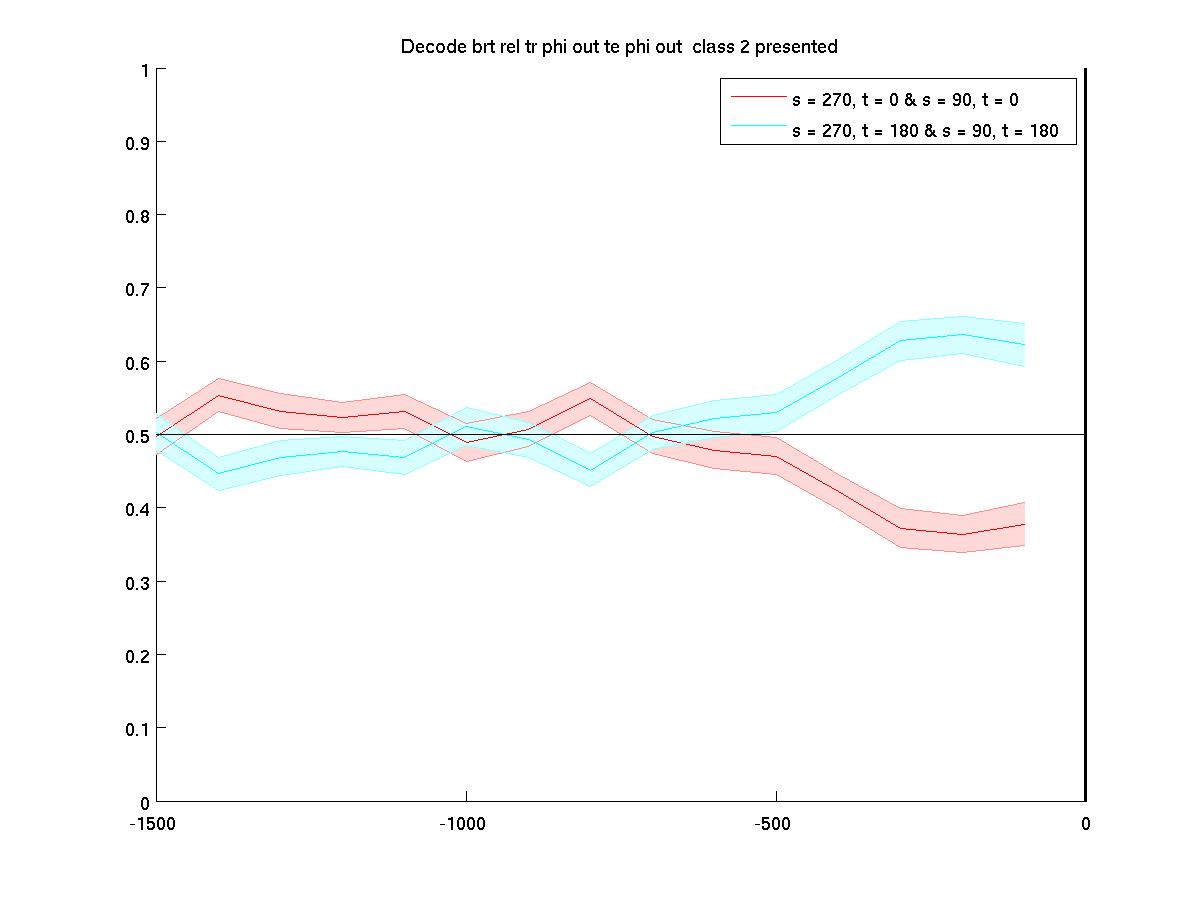 Decode brt rel tr phi out te phi out  class 2 presented
s = 270, t = 0 & s = 90, t = 0
s = 270, t = 180 & s = 90, t = 180
1
0.9
0.8
0.7
0.6
0.5
0.4
0.3
0.2
0.1
0
-1500 -1000 -500 0